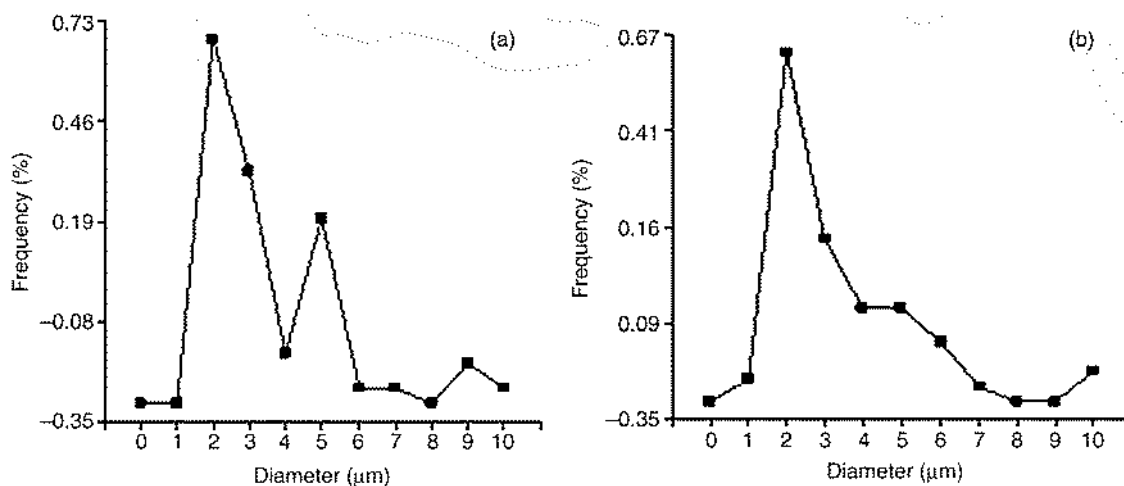 (a)
Frequency (%)
0.73
0.46
0.19
–0.08
–0.35
0 1 2 3 4 5 6 7 8 9 10
Diameter (μm)
(b)
Frequency (%)
0.67
0.41
0.16
0.09
–0.35
0 1 2 3 4 5 6 7 8 9 10
Diameter (μm)